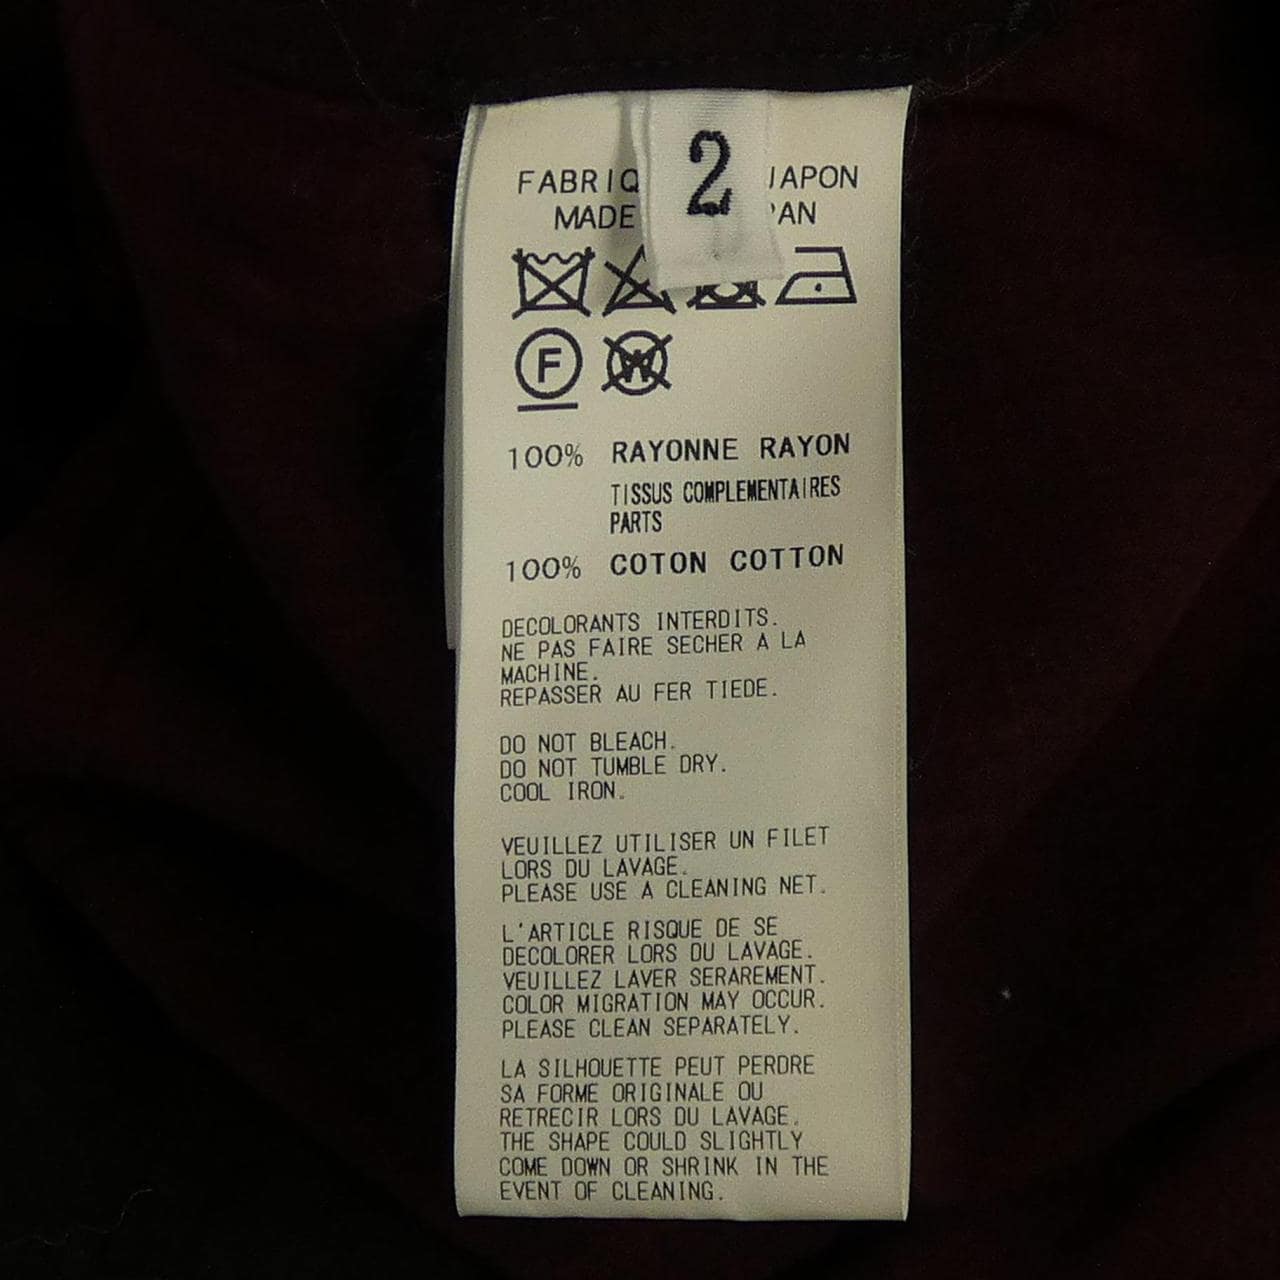 2
FABRIQ JAPON
MADE PAN
F
W
100% RAYONNE RAYON
TISSUS COMPLEMENTAIRES
PARTS
100% COTON COTTON
DECOLORANTS INTERDITS.
NE PAS FAIRE SECHER A LA
MACHINE.
REPASSER AU FER TIEDE.
DO NOT BLEACH.
DO NOT TUMBLE DRY.
COOL IRON.
VEUILLEZ UTILISER UN FILET
LORS DU LAVAGE.
PLEASE USE A CLEANING NET.
L'ARTICLE RISQUE DE SE
DECOLORER LORS DU LAVAGE.
VEUILLEZ LAVER SERAREMENT.
COLOR MIGRATION MAY OCCUR.
PLEASE CLEAN SEPARATELY.
LA SILHOUETTE PEUT PERDRE
SA FORME ORIGINALE OU
RETRECIR LORS DU LAVAGE.
THE SHAPE COULD SLIGHTLY
COME DOWN OR SHRINK IN THE
EVENT OF CLEANING.